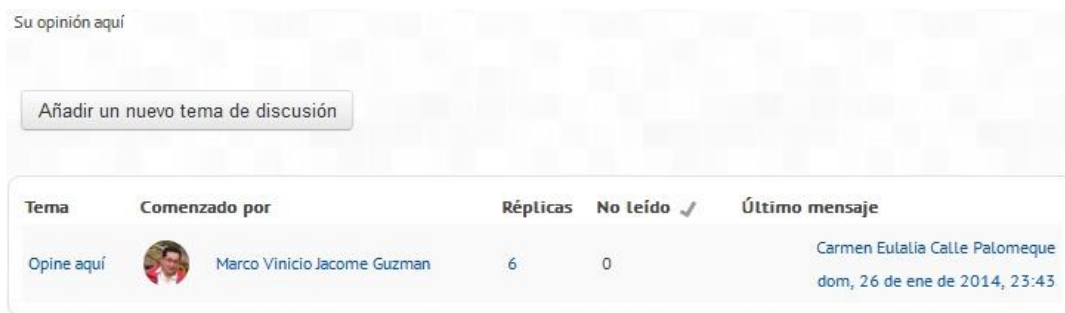 Su opinión aquí
Añadir un nuevo tema de discusión
Tema Comenzado por Réplicas No leído ✓ Último mensaje
Opine aquí Marco Vinicio Jacome Guzman 6 0 Carmen Eulalia Calle Palomeque
dom, 26 de ene de 2014, 23:43